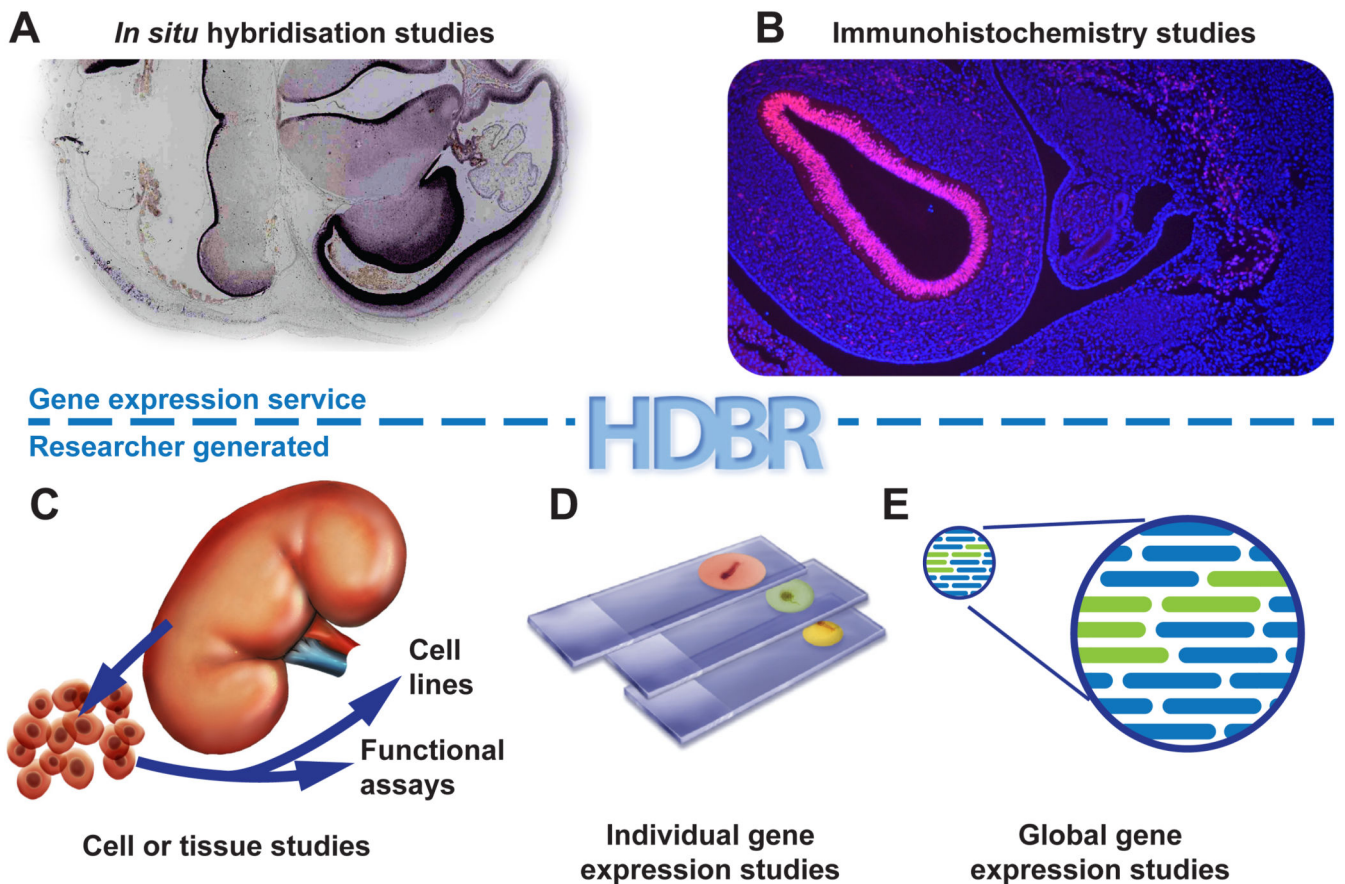 A
In situ hybridisation studies
B
Immunohistochemistry studies
Gene expression service
HDBR
Researcher generated
C
Cell
lines
Functional
assays
Cell or tissue studies
D
Individual gene
expression studies
E
Global gene
expression studies